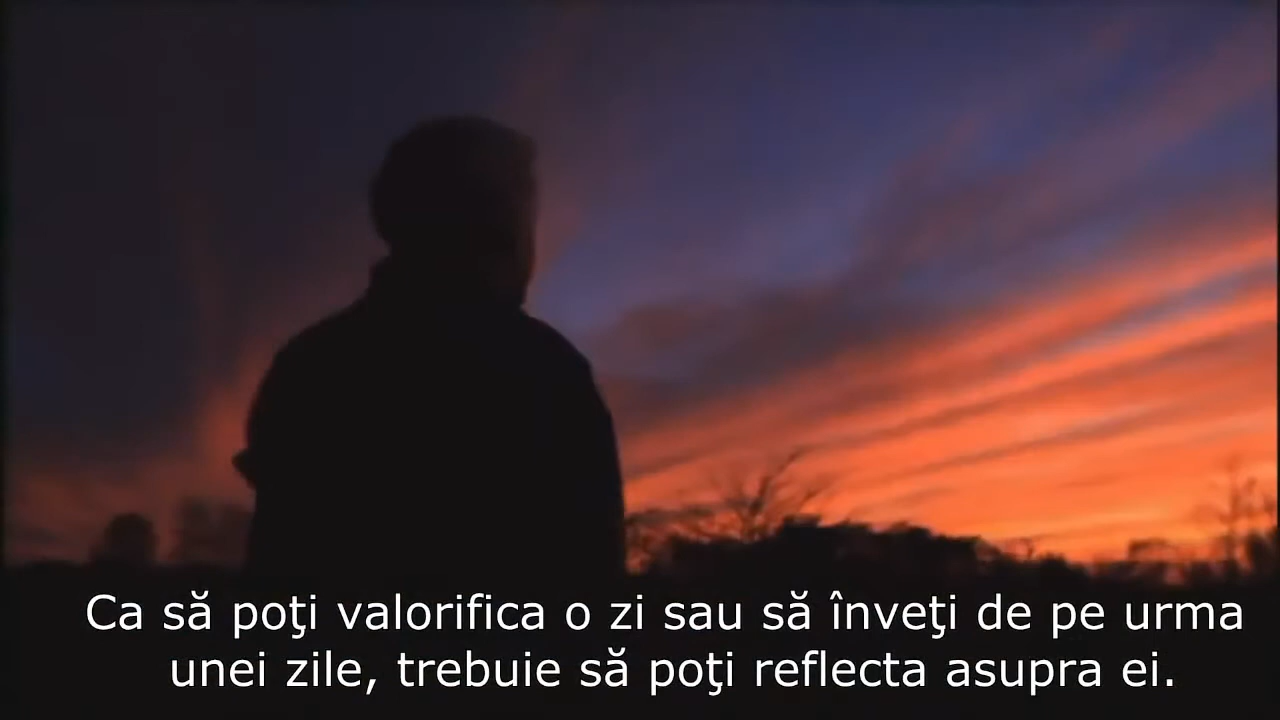 Ca să poţi valorifica o zi sau să înveţi de pe urma
unei zile, trebuie să poţi reflecta asupra ei.